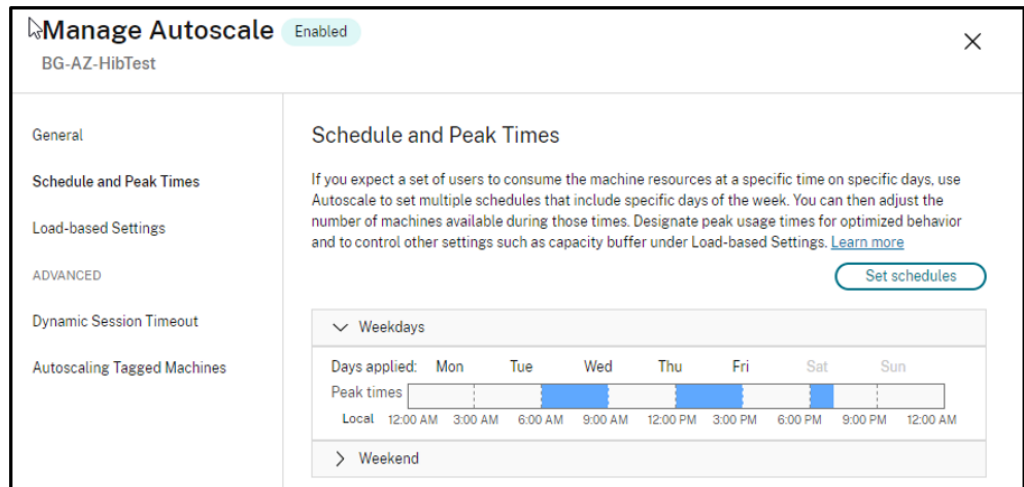 Manage Autoscale Enabled
BG-AZ-HibTest
General
Schedule and Peak Times
Load-based Settings
ADVANCED
Dynamic Session Timeout
Autoscaling Tagged Machines
Schedule and Peak Times
If you expect a set of users to consume the machine resources at a specific time on specific days, use
Autoscale to set multiple schedules that include specific days of the week. You can then adjust the
number of machines available during those times. Designate peak usage times for optimized behavior
and to control other settings such as capacity buffer under Load-based Settings. Learn more
Set schedules
Weekdays
Days applied: Mon Tue Wed Thu Fri Sat Sun
Peak times
Local 12:00 AM 3:00 AM 6:00 AM 9:00 AM 12:00 PM 3:00 PM 6:00 PM 9:00 PM 12:00 AM
Weekend